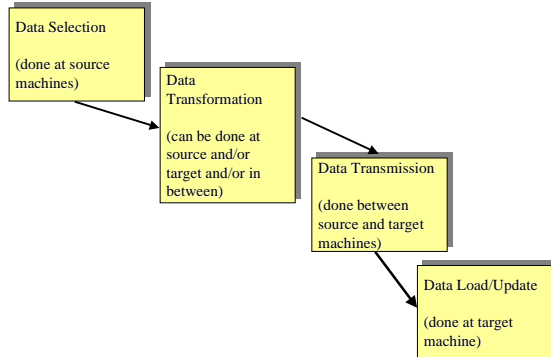 Data Selection
(done at source
machines)
Data
Transformation
(can be done at
source and/or
target and/or in
between)
Data Transmission
(done between
source and target
machines)
Data Load/Update
(done at target
machine)